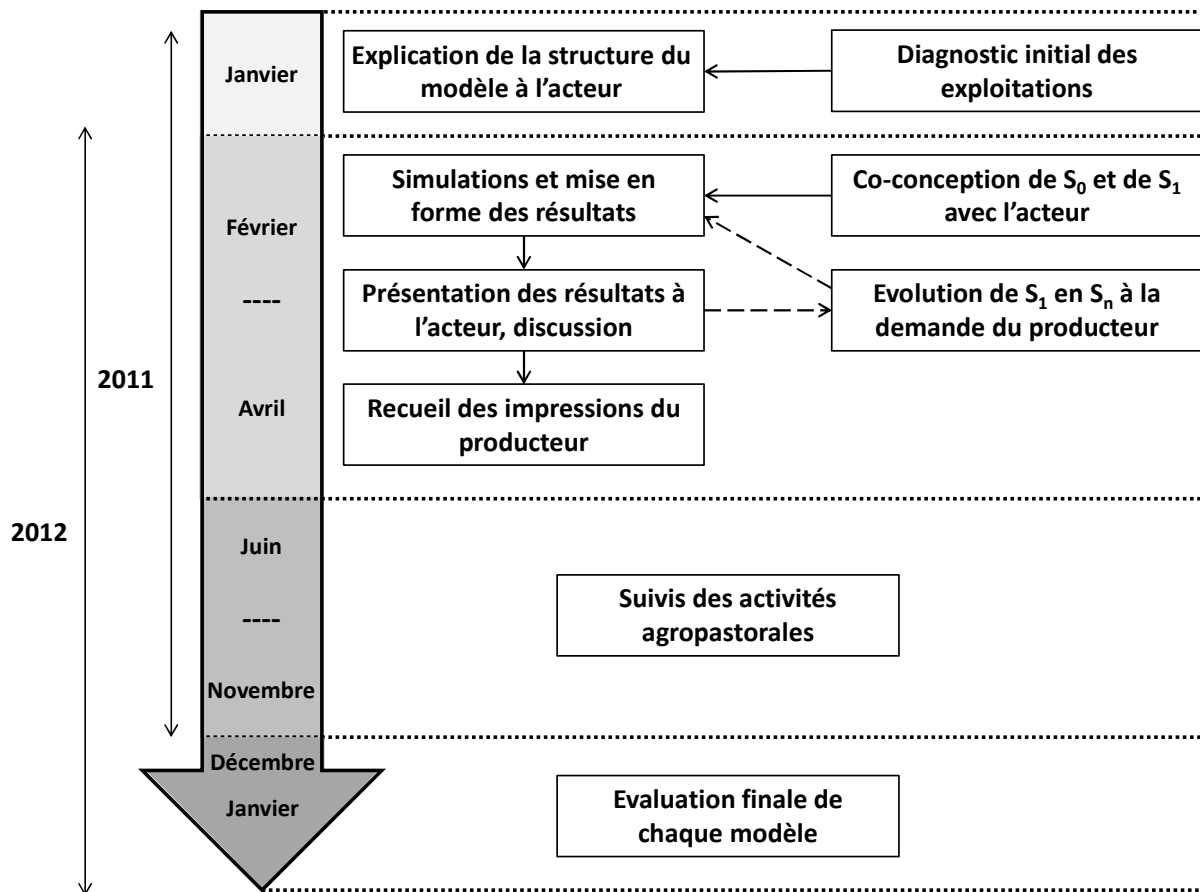 Janvier
Explication de la structure du
modèle à l’acteur
Diagnostic initial des
exploitations
Février
----
Avril
Simulations et mise en
forme des résultats
Co-conception de S0 et de S1
avec l’acteur
Présentation des résultats à
l’acteur, discussion
Evolution de S1 en Sn à la
demande du producteur
Recueil des impressions du
producteur
2011
2012
Juin
----
Novembre
Suivis des activités
agropastorales
Décembre
Janvier
Evaluation finale de
chaque modèle